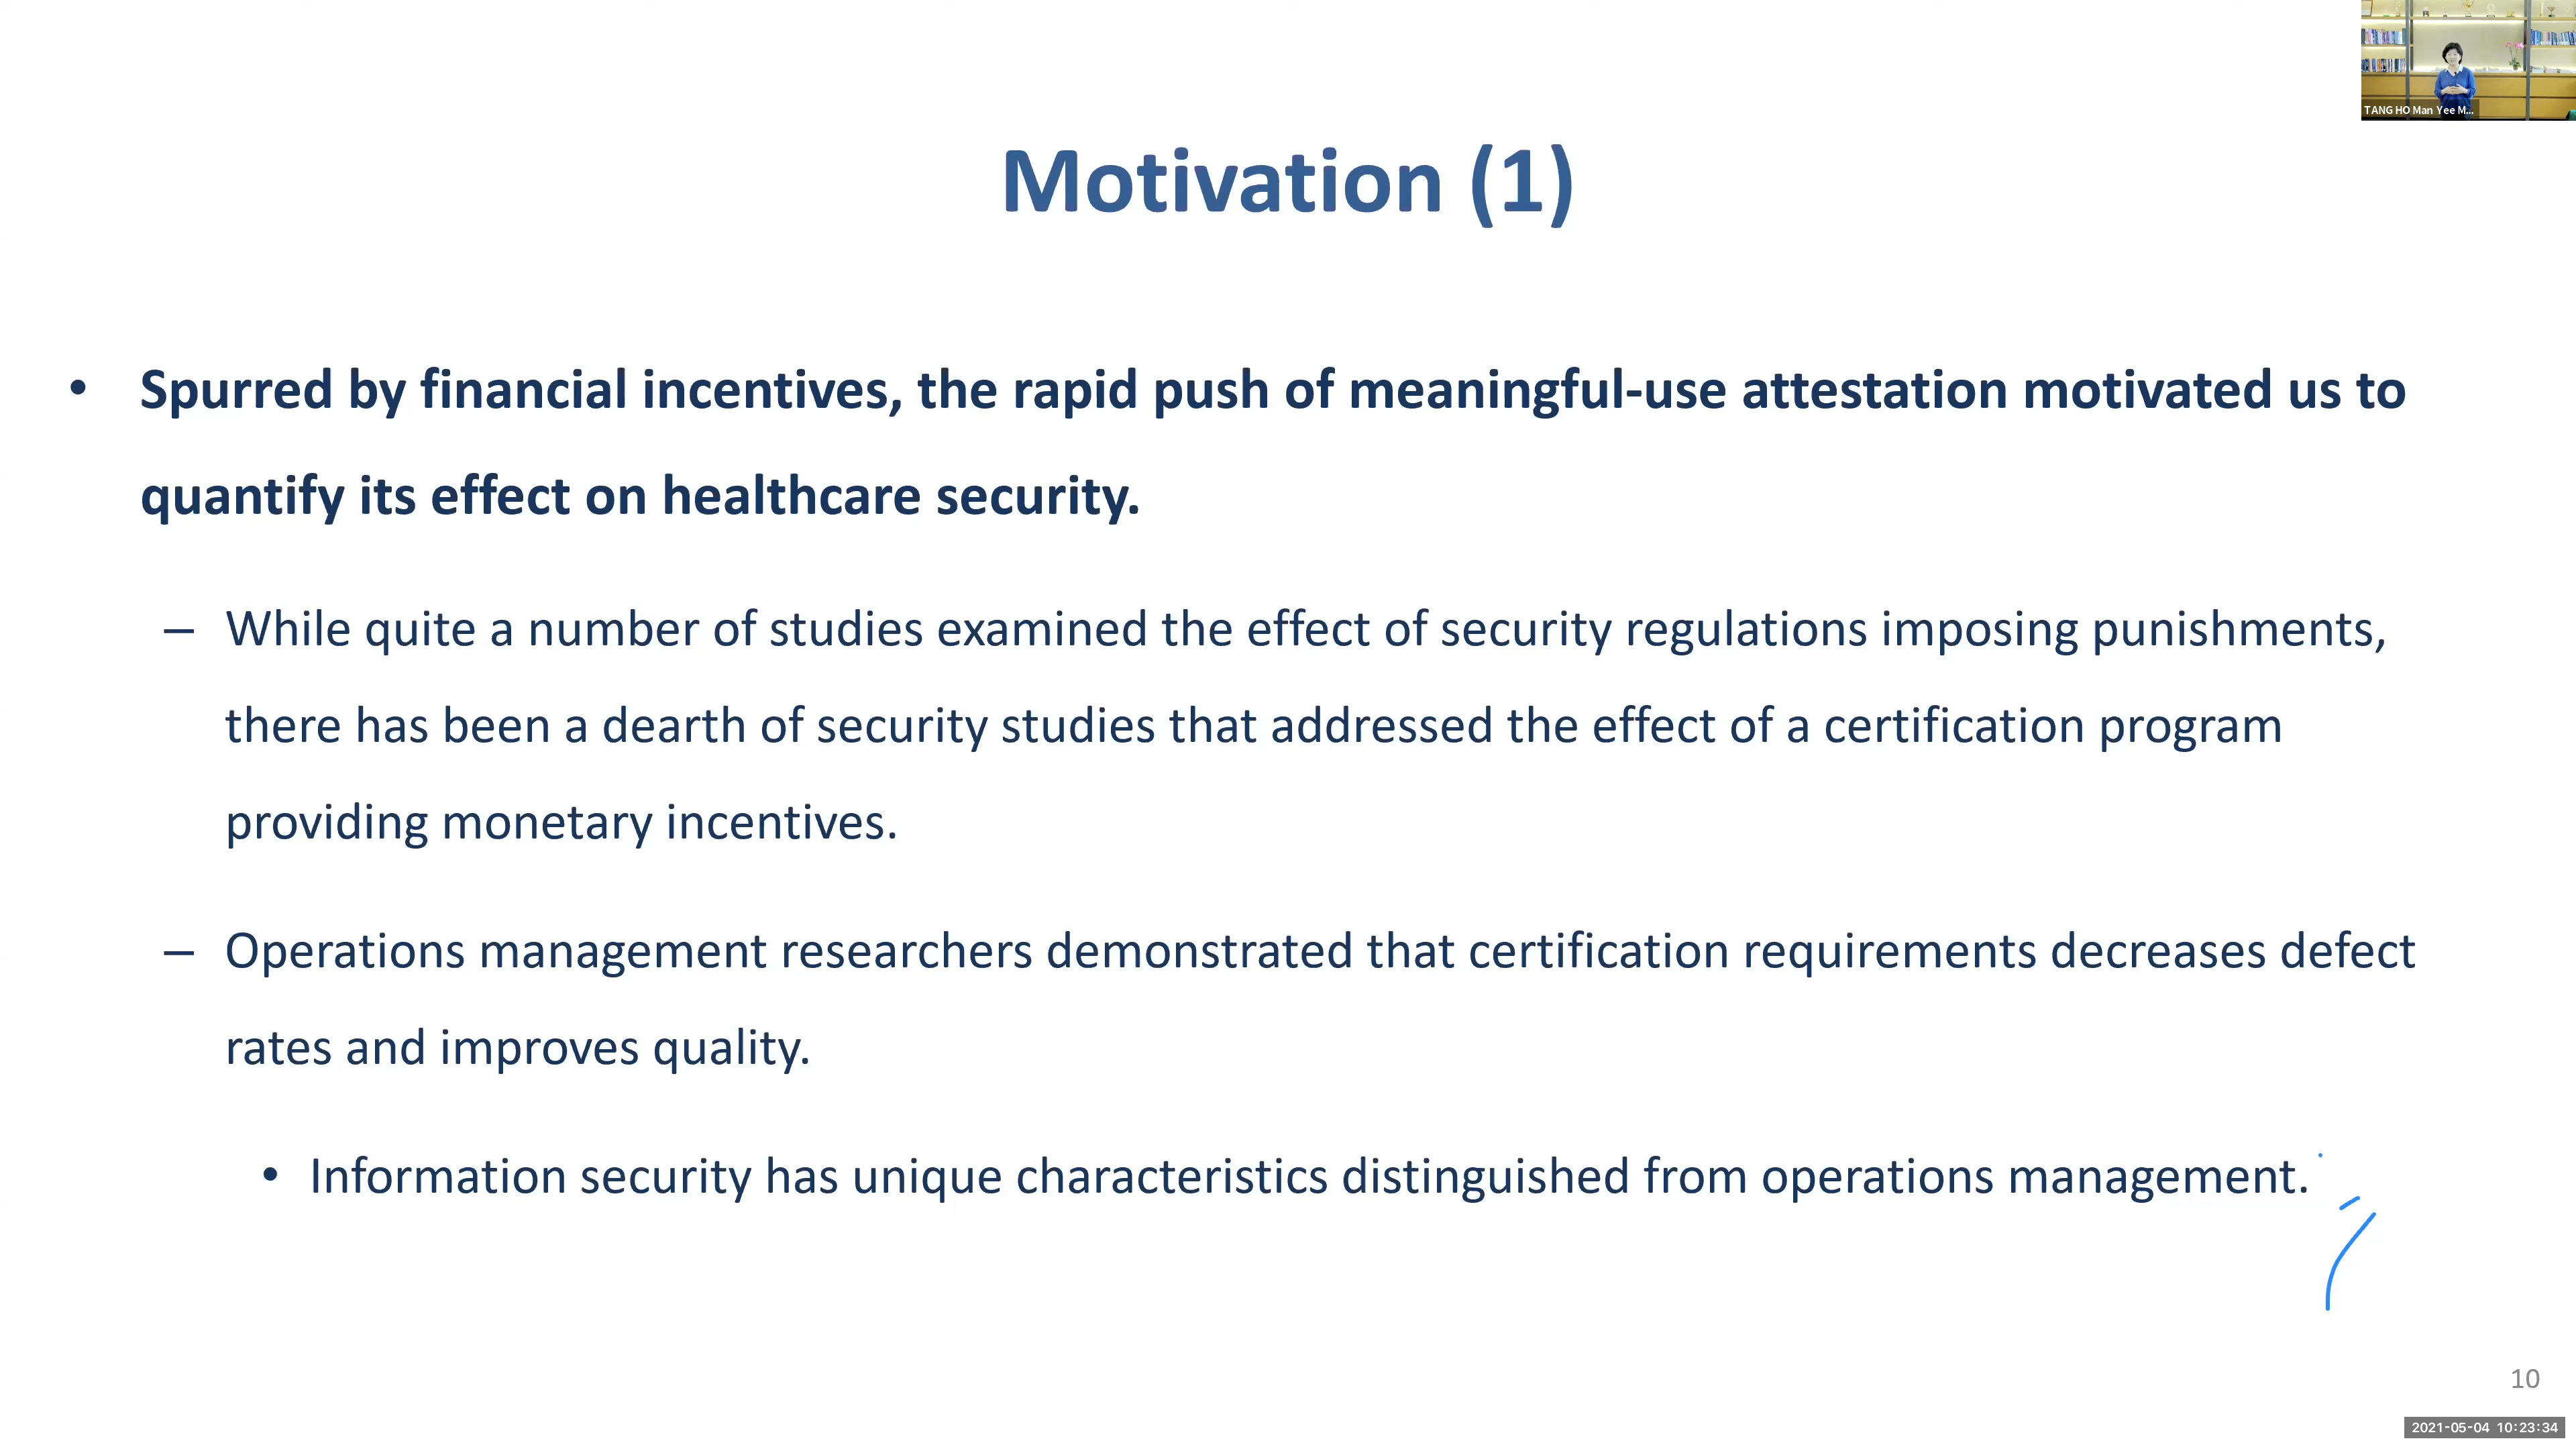 TANG HO Man Yee M...
Motivation (1)
• Spurred by financial incentives, the rapid push of meaningful-use attestation motivated us to
quantify its effect on healthcare security.
– While quite a number of studies examined the effect of security regulations imposing punishments,
there has been a dearth of security studies that addressed the effect of a certification program
providing monetary incentives.
– Operations management researchers demonstrated that certification requirements decreases defect
rates and improves quality.
• Information security has unique characteristics distinguished from operations management.
10
2021-05-04 10:23:34